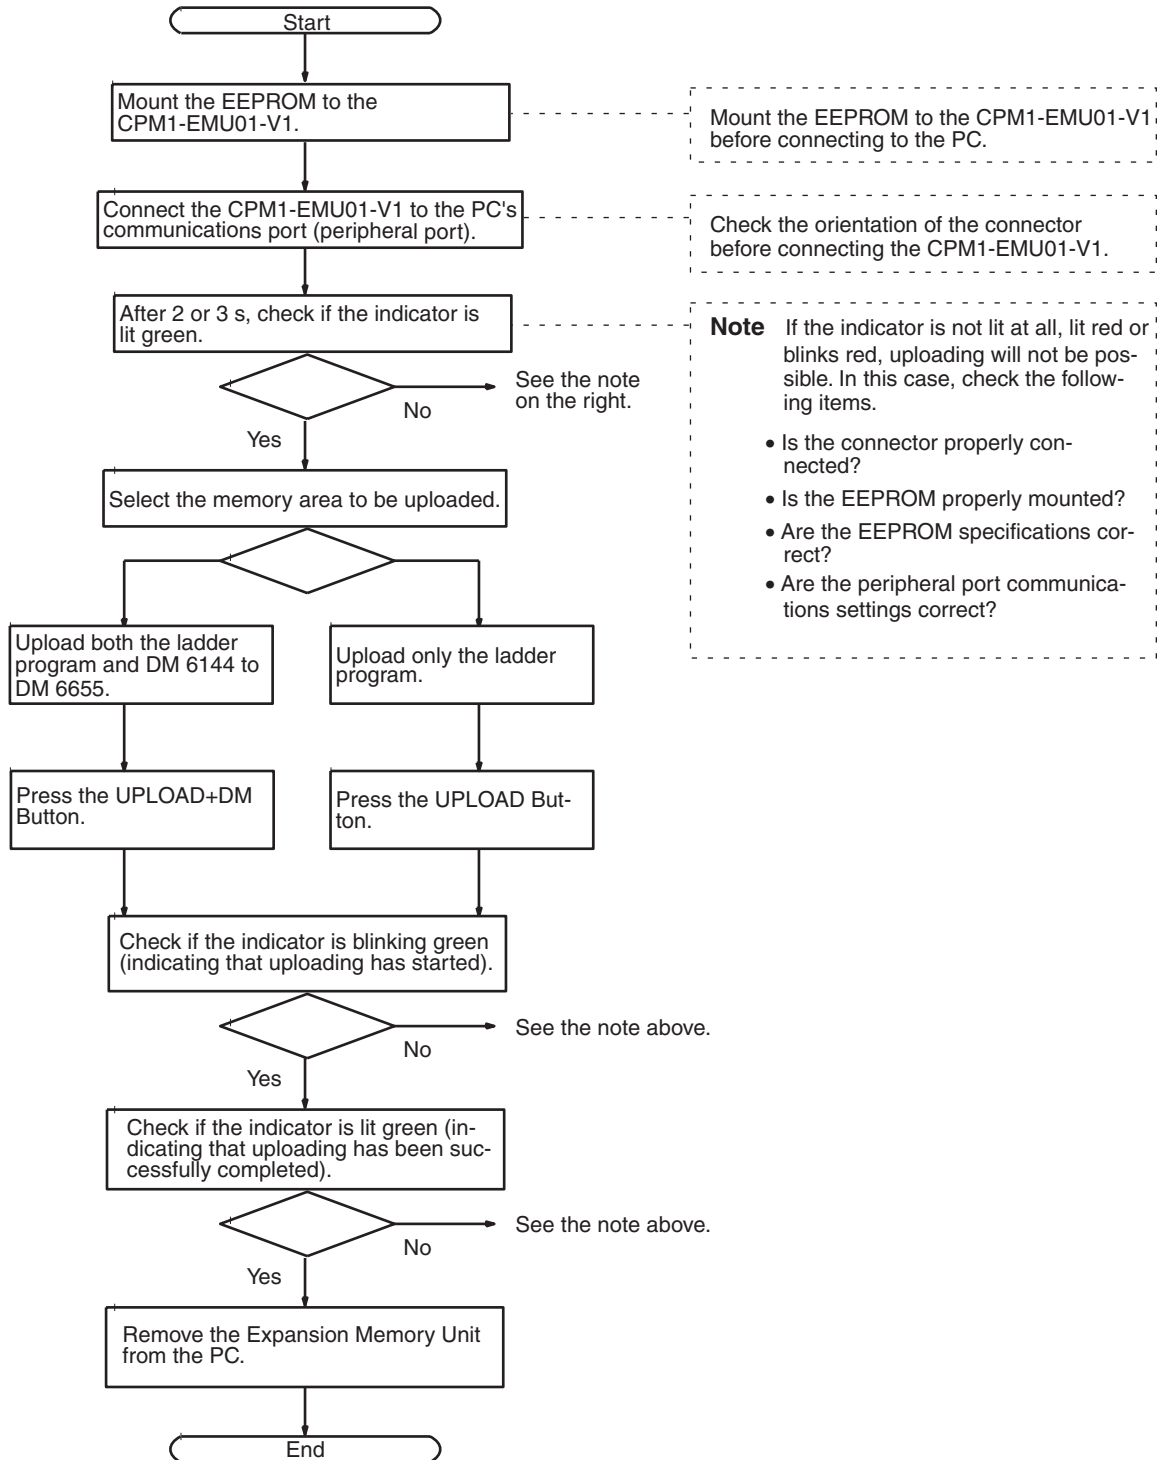 Start
Mount the EEPROM to the
CPM1-EMU01-V1.
Mount the EEPROM to the CPM1-EMU01-V1
before connecting to the PC.
Connect the CPM1-EMU01-V1 to the PC's
communications port (peripheral port).
Check the orientation of the connector
before connecting the CPM1-EMU01-V1.
After 2 or 3 s, check if the indicator is
lit green.
Note If the indicator is not lit at all, lit red or
blinks red, uploading will not be pos-
sible. In this case, check the follow-
ing items.
• Is the connector properly con-
nected?
• Is the EEPROM properly mounted?
• Are the EEPROM specifications cor-
rect?
• Are the peripheral port communica-
tions settings correct?
No
See the note
on the right.
Yes
Select the memory area to be uploaded.
Upload both the ladder
program and DM 6144 to
DM 6655.
Upload only the ladder
program.
Press the UPLOAD+DM
Button.
Press the UPLOAD But-
ton.
Check if the indicator is blinking green
(indicating that uploading has started).
No
See the note above.
Yes
Check if the indicator is lit green (in-
dicating that uploading has been suc-
cessfully completed).
No
See the note above.
Yes
Remove the Expansion Memory Unit
from the PC.
End